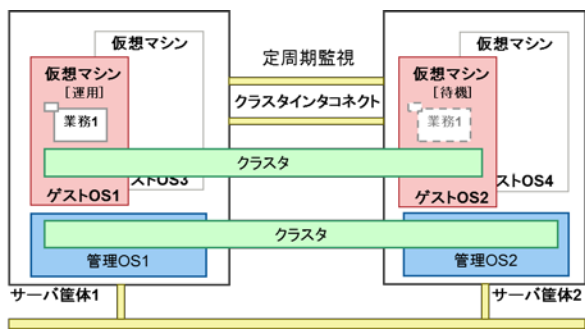 仮想マシン
仮想マシン
[運用]
業務1
ストOS3
ゲストOS1
管理OS1
サーバ筐体1
定周期監視
クラスタインタコネクト
クラスタ
クラスタ
仮想マシン
仮想マシン
[待機]
業務1
ストOS4
ゲストOS2
管理OS2
サーバ筐体2